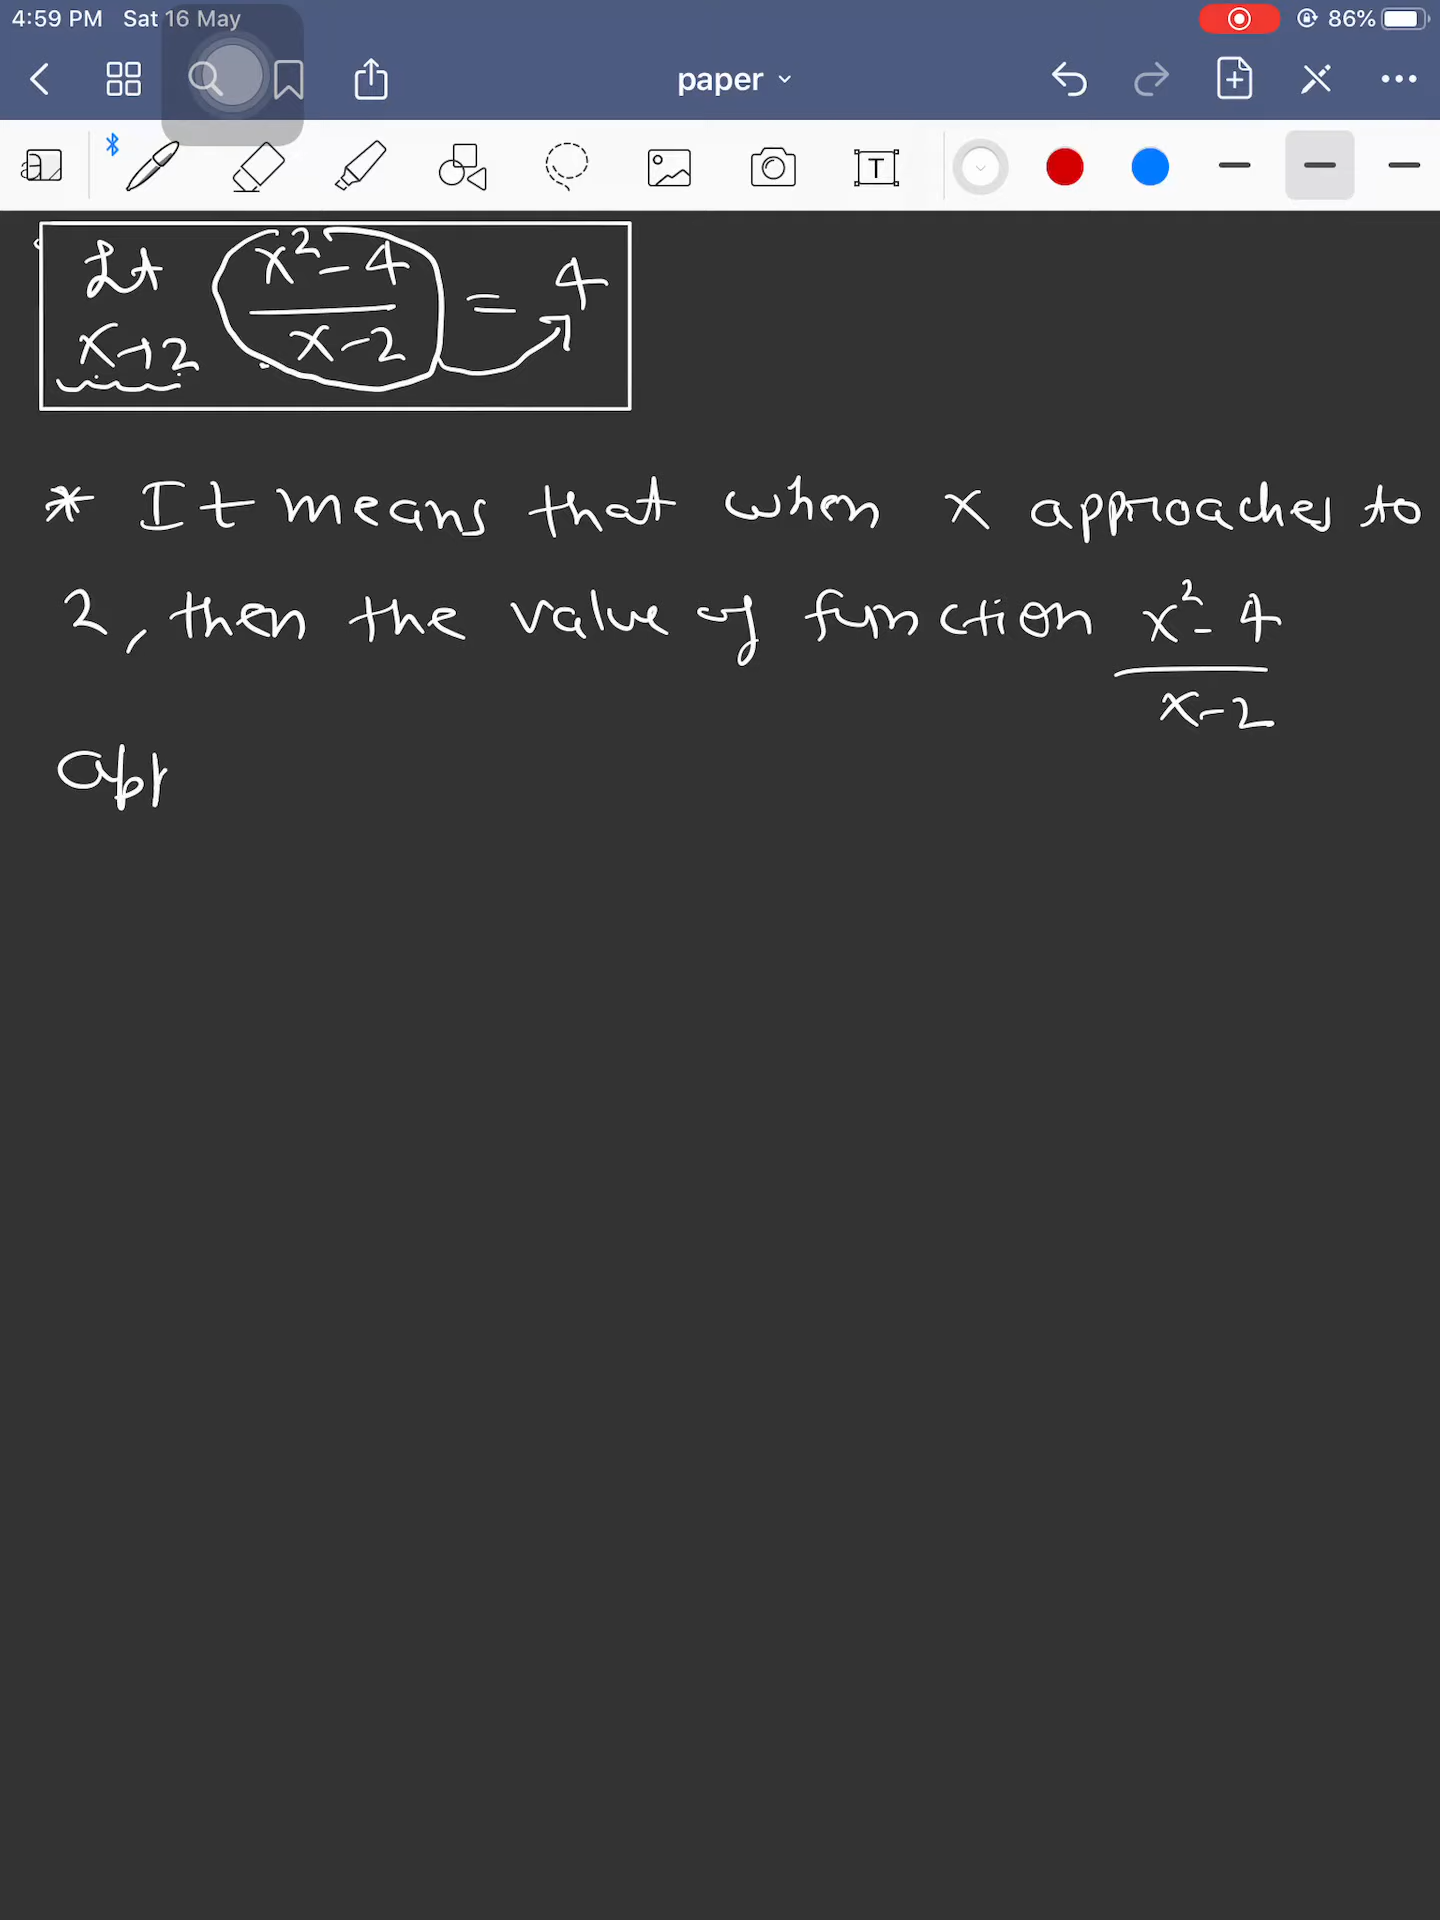 4:59 PM Sat 16 May 86%
paper
Lt x²-4 = 4
x→2 x-2
* It means that when x approaches to
2, then the value of function x²-4
x-2
app